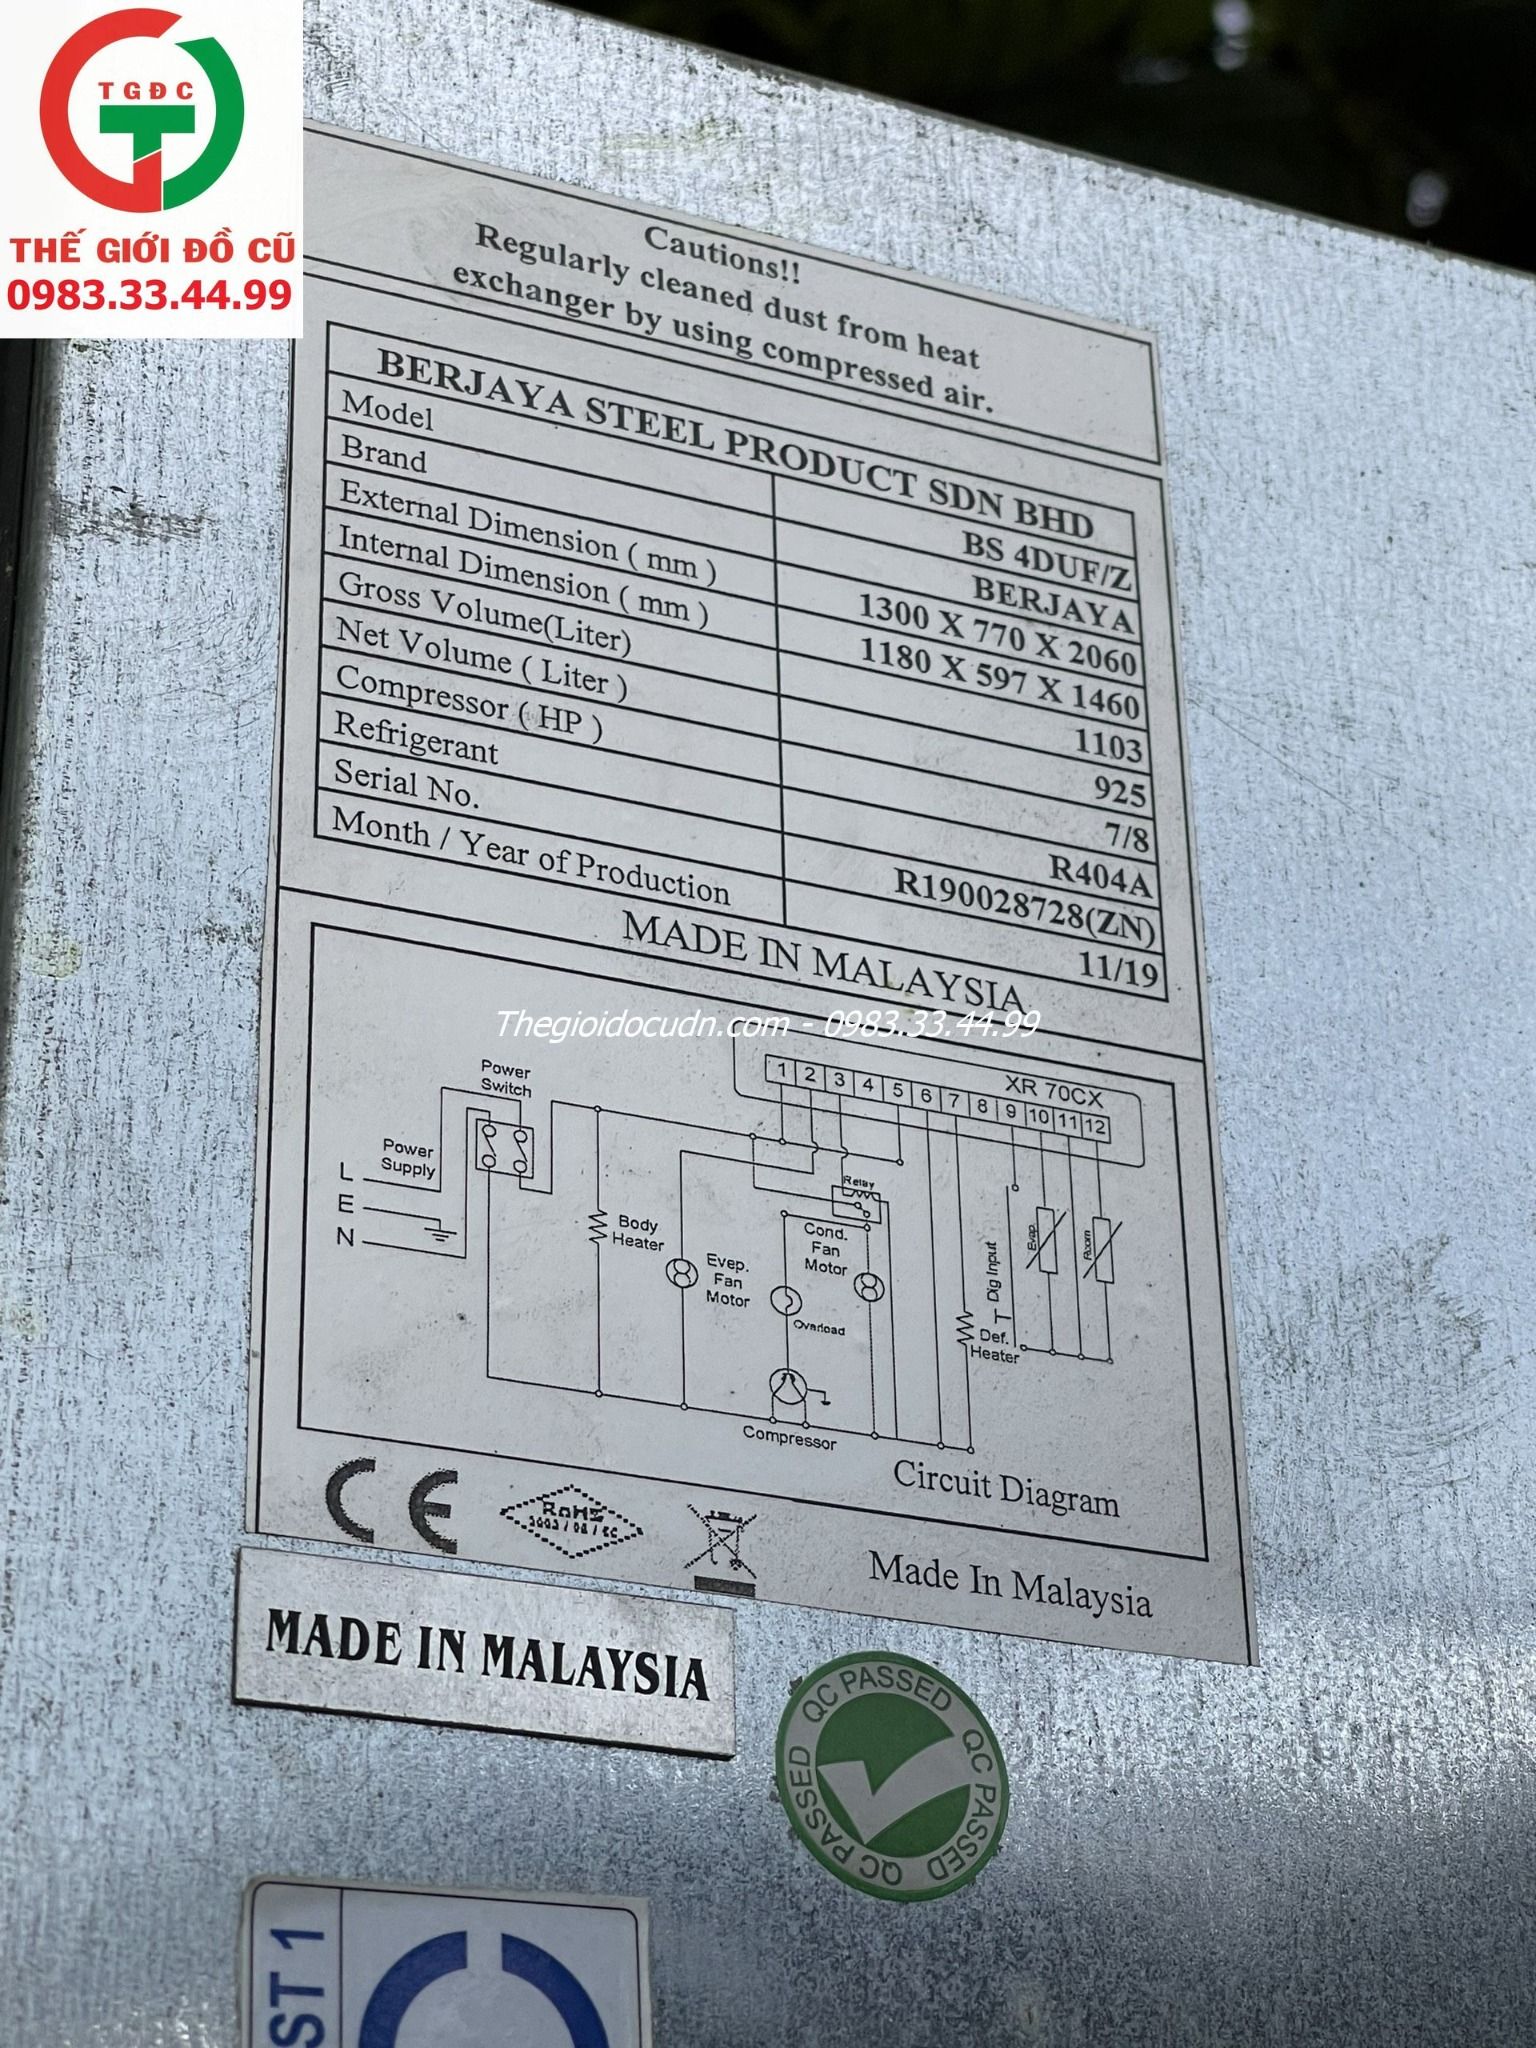 TGĐC
THẾ GIỚI ĐỒ CŨ
0983.33.44.99
Cautions!!
Regularly cleaned dust from heat
exchanger by using compressed air.
BERJAYA STEEL PRODUCT SDN BHD
Model BS 4DUF/Z
Brand BERJAYA
External Dimension ( mm ) 1300 X 770 X 2060
Internal Dimension ( mm ) 1180 X 597 X 1460
Gross Volume(Liter) 1103
Net Volume ( Liter ) 925
Compressor ( HP ) 7/8
Refrigerant R404A
Serial No. R190028728(ZN)
Month / Year of Production 11/19
MADE IN MALAYSIA
Thegioidocudn.com - 0983.33.44.99
XR 70CX
1 2 3 4 5 6 7 8 9 10 11 12
Power
Switch
Power
Supply
L
E
N
Relay
Body
Heater
Evep.
Fan
Motor
Cond.
Fan
Motor
Overload
Dig Input
Evap.
Room
Def.
Heater
Compressor
Circuit Diagram
CE
RoHS
Made In Malaysia
MADE IN MALAYSIA
QC PASSED QC PASSED QC PASSED QC PASSED
ST 1